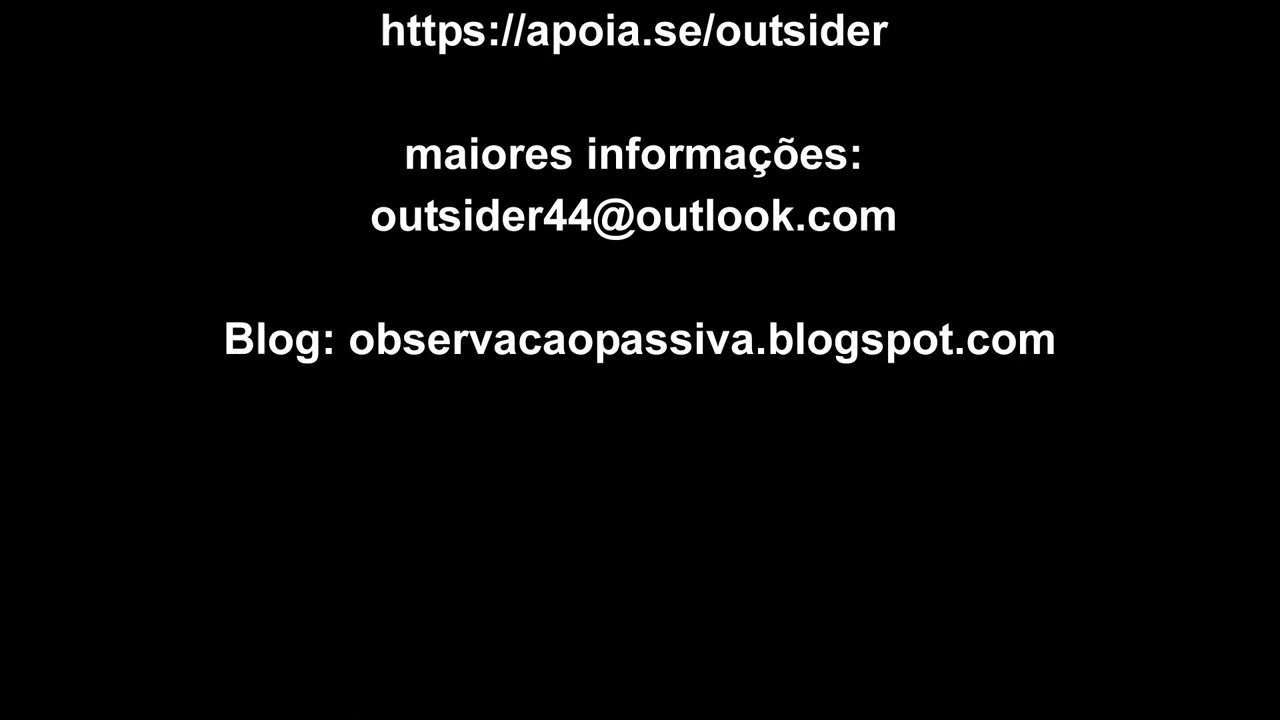 https://apoia.se/outsider
maiores informações:
outsider44@outlook.com
Blog: observacaopassiva.blogspot.com